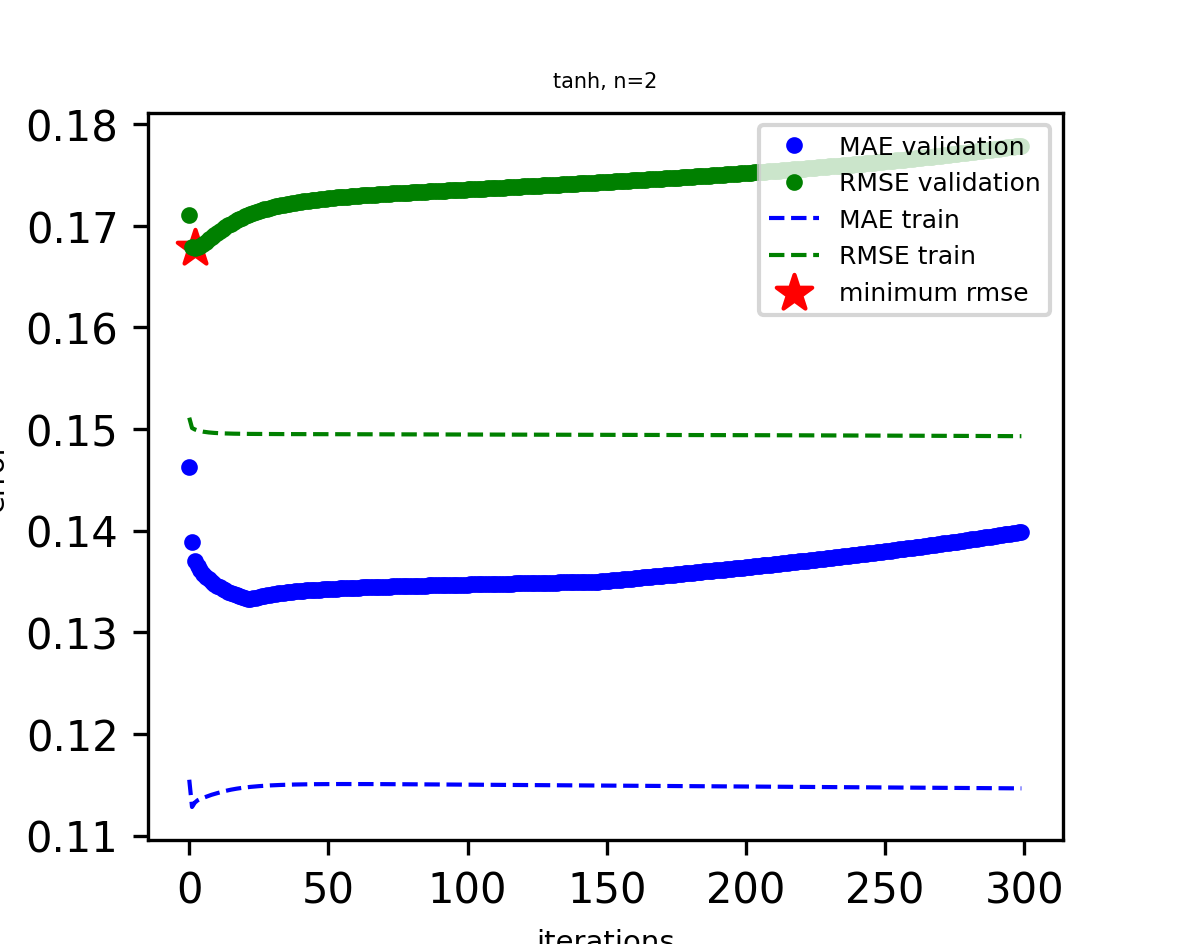 tanh, n=2
0.18
0.17
0.16
0.15
0.14
0.13
0.12
0.11
MAE validation
RMSE validation
MAE train
RMSE train
minimum rmse
0 50 100 150 200 250 300
iterations